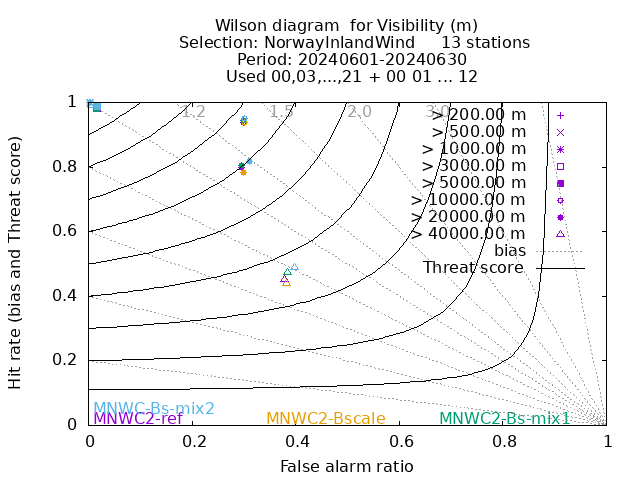 Wilson diagram  for Visibility (m)
Selection: NorwayInlandWind     13 stations
Period: 20240601-20240630
Used 00,03,...,21 + 00 01 ... 12
Hit rate (bias and Threat score)
1
0.8
0.6
0.4
0.2
0
1.2 1.5 2.0 3.0
> 200.00 m
> 500.00 m
> 1000.00 m
> 3000.00 m
> 5000.00 m
> 10000.00 m
> 20000.00 m
> 40000.00 m
bias
Threat score
MNWC-Bs-mix2
MNWC2-ref MNWC2-Bscale MNWC2-Bs-mix1
0 0.2 0.4 0.6 0.8 1
False alarm ratio